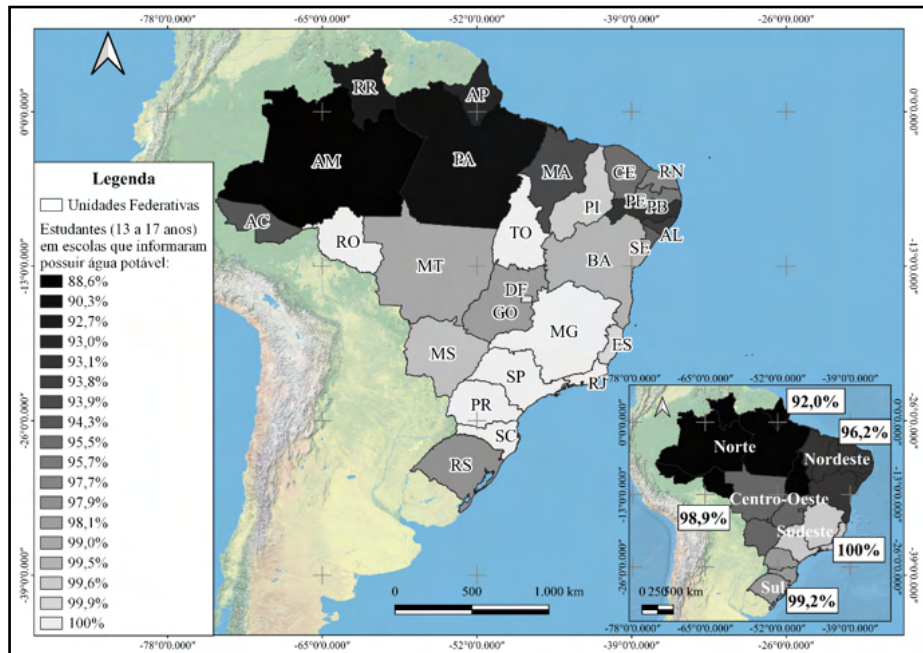 -78°0'0.000" -65°0'0.000" -52°0'0.000" -39°0'0.000" -26°0'0.000"
0°0'0.000" 0°0'0.000"
RR AP
AM PA MA CE RN
PI PE PB
AC RO TO AL
SE
MT BA
-13°0'0.000" -13°0'0.000"
DF
GO
MG
MS ES
SP RJ
PR
SC
RS
-26°0'0.000" -26°0'0.000"
-39°0'0.000" -39°0'0.000"
Legenda
Unidades Federativas
Estudantes (13 a 17 anos)
em escolas que informaram
possuir água potável:
88,6%
90,3%
92,7%
93,0%
93,1%
93,8%
93,9%
94,3%
95,5%
95,7%
97,7%
97,9%
98,1%
99,0%
99,5%
99,6%
99,9%
100%
0 500 1.000 km
-78°0'0.000" -65°0'0.000" -52°0'0.000" -39°0'0.000" -26°0'0.000"
-78°0'0.000" -65°0'0.000" -52°0'0.000" -39°0'0.000"
0°0'0.000" 92,0%
96,2%
Norte
Nordeste
-13°0'0.000"
Centro-Oeste
98,9%
Sudeste
100%
-26°0'0.000" -39°0'0.000"
Sul
99,2%
0 250 500 km
-65°0'0.000" -52°0'0.000" -39°0'0.000" -26°0'0.000"